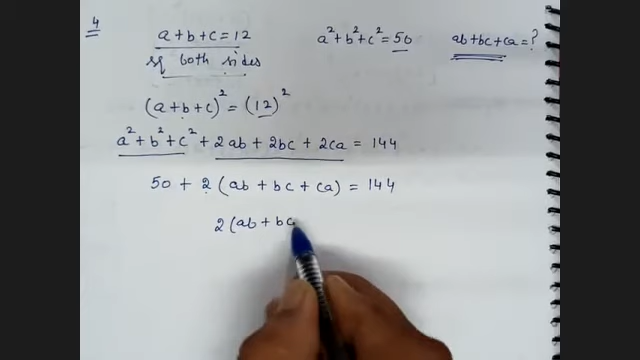 4 a+b+c=12 a²+b²+c²=50 ab+bc+ca=?
sq both sides
(a+b+c)²=(12)²
a²+b²+c²+2ab+2bc+2ca=144
50+2(ab+bc+ca)=144
2(ab+bc